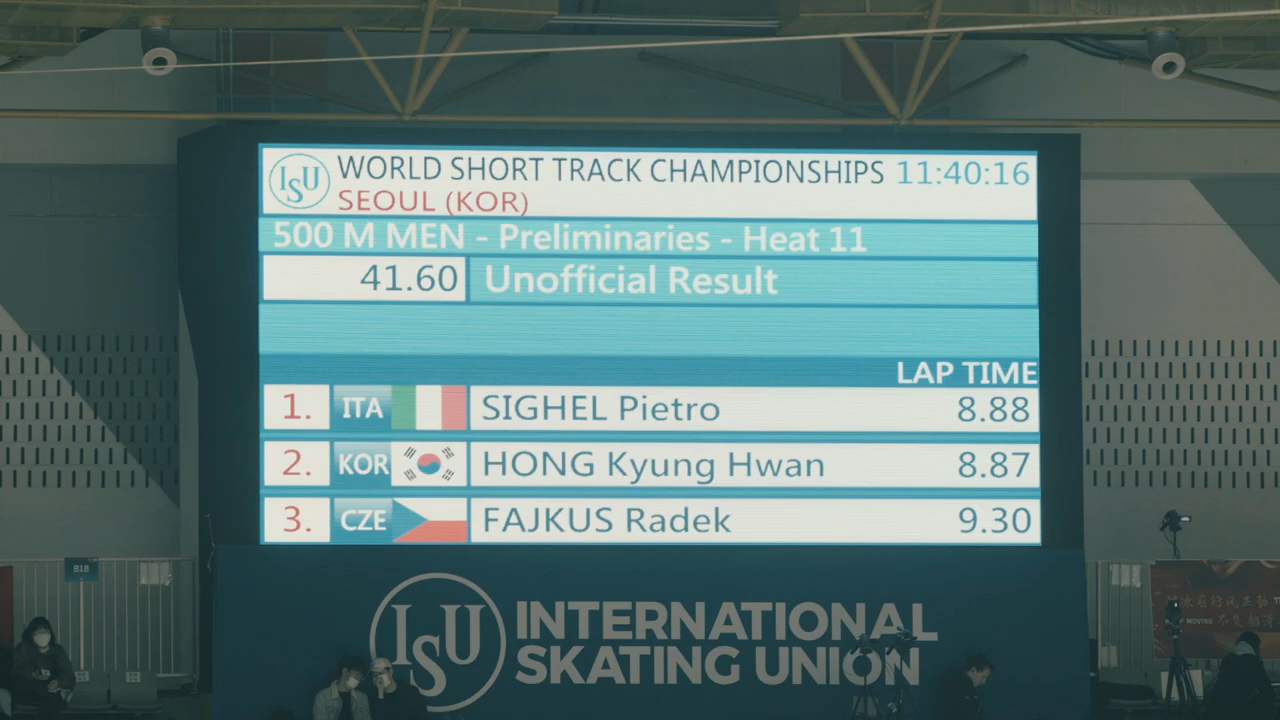 ISU WORLD SHORT TRACK CHAMPIONSHIPS 11:40:16
SEOUL (KOR)
500 M MEN - Preliminaries - Heat 11
41.60 Unofficial Result
LAP TIME
1. ITA SIGHEL Pietro 8.88
2. KOR HONG Kyung Hwan 8.87
3. CZE FAJKUS Radek 9.30
B18
ISU INTERNATIONAL
SKATING UNION
MOVING